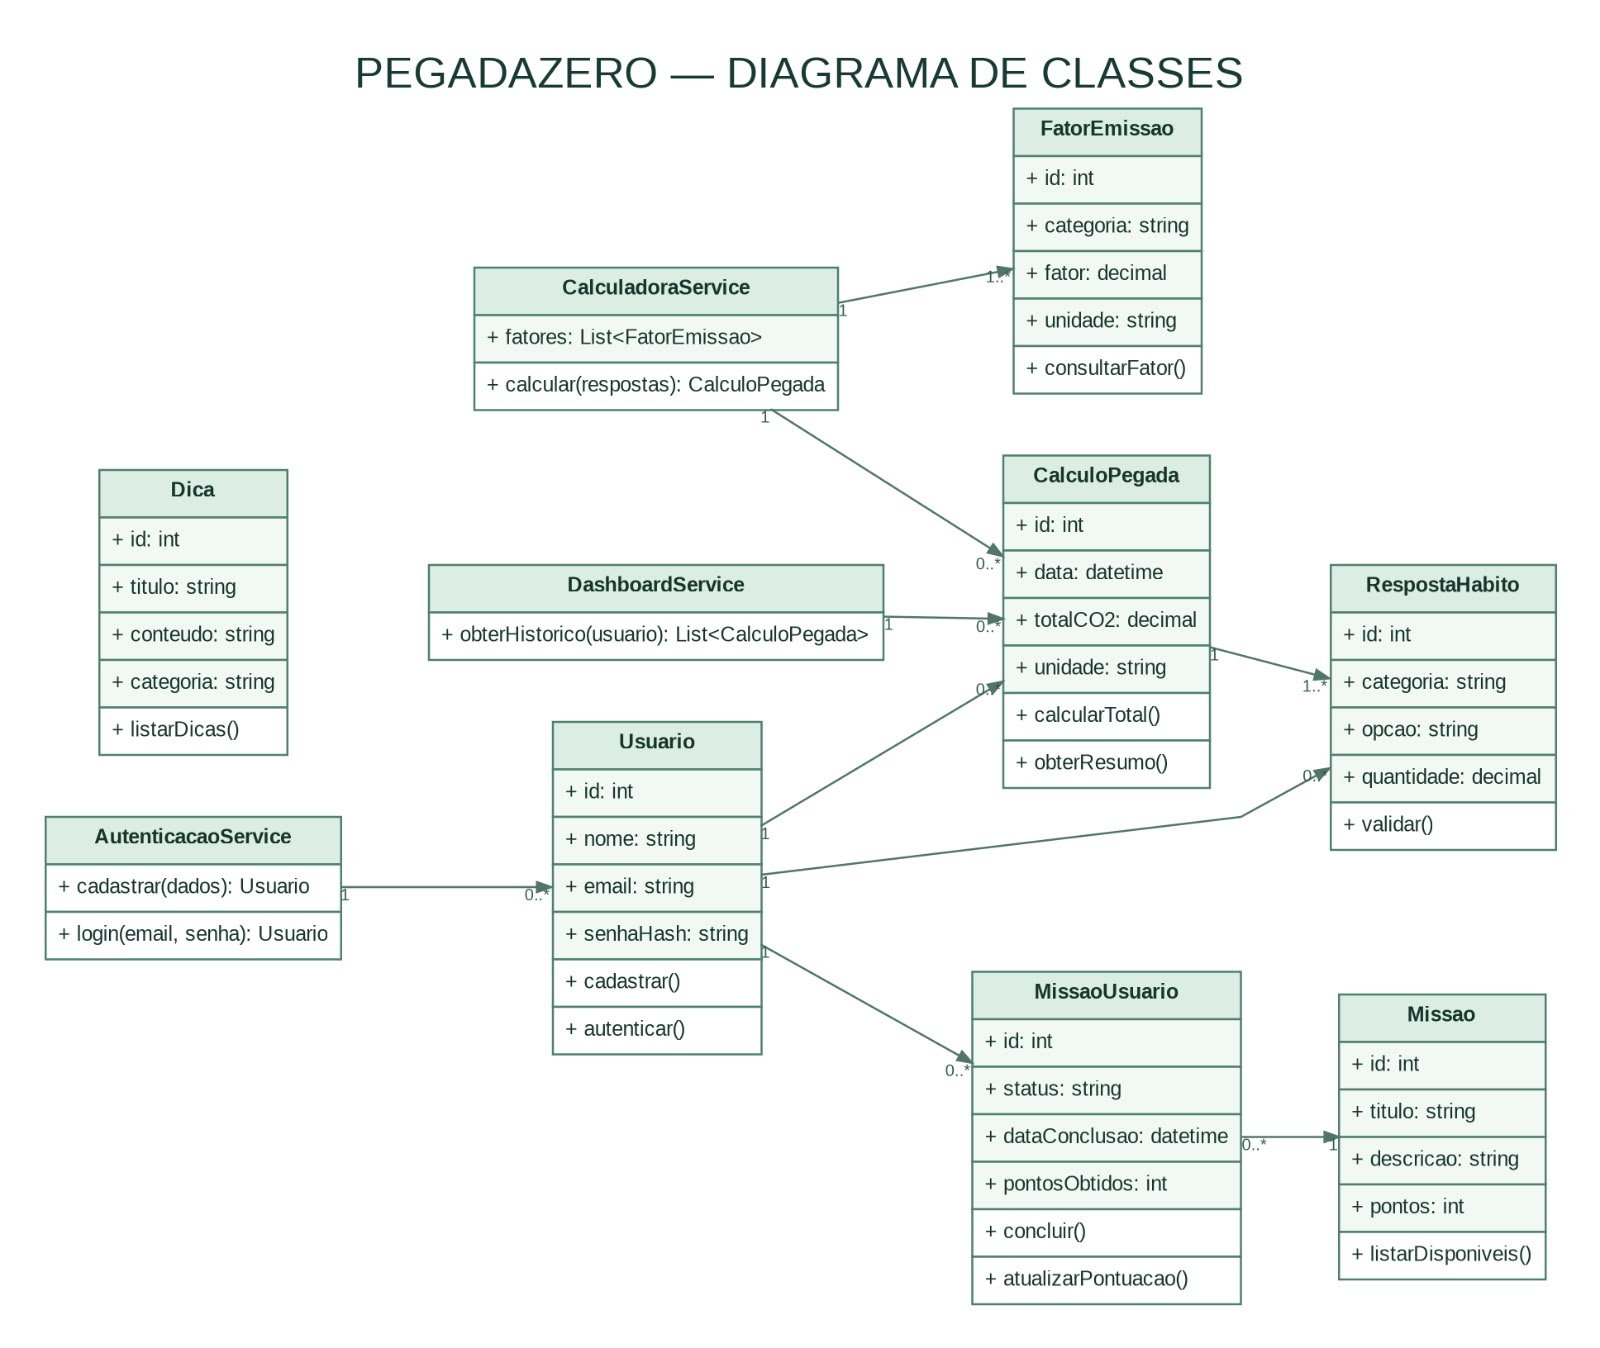 PEGADAZERO — DIAGRAMA DE CLASSES
FatorEmissao
+ id: int
+ categoria: string
+ fator: decimal
+ unidade: string
+ consultarFator()
CalculadoraService
+ fatores: List<FatorEmissao>
+ calcular(respostas): CalculoPegada
1
1..*
1
0..*
Dica
+ id: int
+ titulo: string
+ conteudo: string
+ categoria: string
+ listarDicas()
DashboardService
+ obterHistorico(usuario): List<CalculoPegada>
1
0..*
CalculoPegada
+ id: int
+ data: datetime
+ totalCO2: decimal
+ unidade: string
+ calcularTotal()
+ obterResumo()
1
1..*
RespostaHabito
+ id: int
+ categoria: string
+ opcao: string
+ quantidade: decimal
+ validar()
AutenticacaoService
+ cadastrar(dados): Usuario
+ login(email, senha): Usuario
1
0..*
Usuario
+ id: int
+ nome: string
+ email: string
+ senhaHash: string
+ cadastrar()
+ autenticar()
1
0..*
1
0..*
1
0..*
MissaoUsuario
+ id: int
+ status: string
+ dataConclusao: datetime
+ pontosObtidos: int
+ concluir()
+ atualizarPontuacao()
0..*
1
Missao
+ id: int
+ titulo: string
+ descricao: string
+ pontos: int
+ listarDisponiveis()